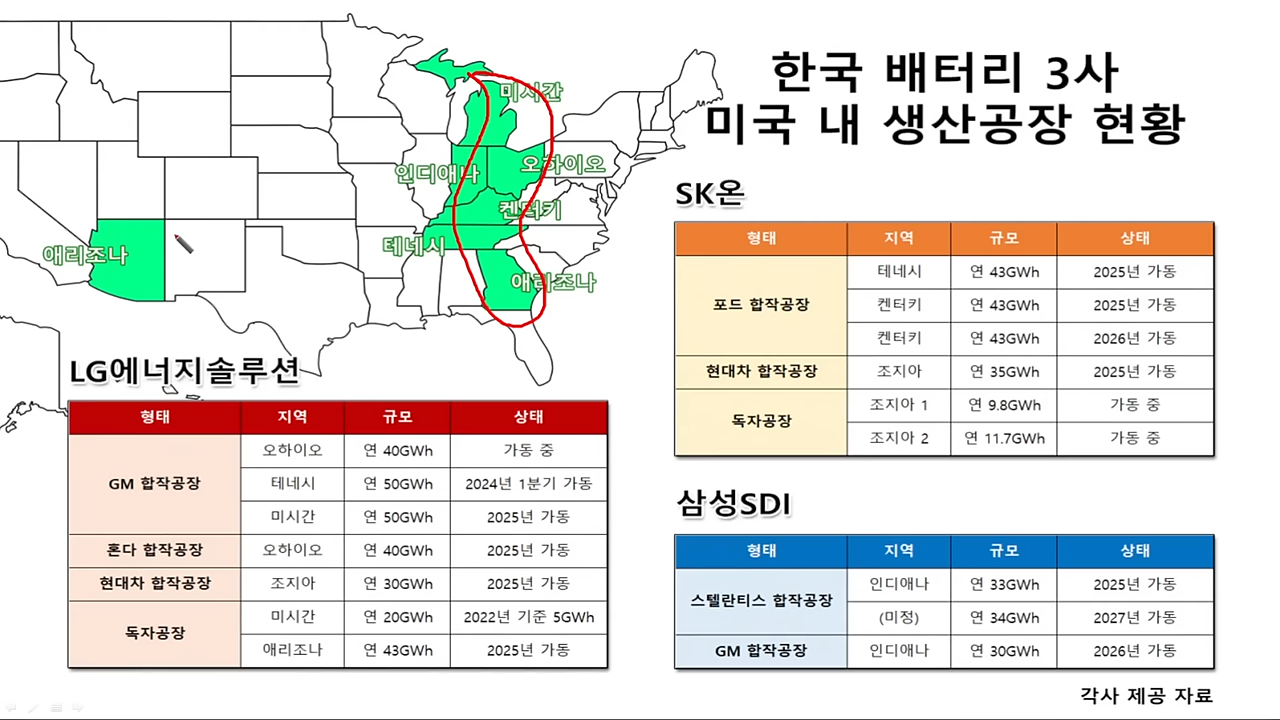 한국 배터리 3사
미국 내 생산공장 현황
미시간
인디애나
오하이오
켄터키
테네시
애리조나
애리조나
LG에너지솔루션
형태 지역 규모 상태
GM 합작공장
오하이오 연 40GWh 가동 중
테네시 연 50GWh 2024년 1분기 가동
미시간 연 50GWh 2025년 가동
혼다 합작공장 오하이오 연 40GWh 2025년 가동
현대차 합작공장 조지아 연 30GWh 2025년 가동
독자공장
미시간 연 20GWh 2022년 기준 5GWh
애리조나 연 43GWh 2025년 가동
SK온
형태 지역 규모 상태
포드 합작공장
테네시 연 43GWh 2025년 가동
켄터키 연 43GWh 2025년 가동
켄터키 연 43GWh 2026년 가동
현대차 합작공장 조지아 연 35GWh 2025년 가동
독자공장
조지아 1 연 9.8GWh 가동 중
조지아 2 연 11.7GWh 가동 중
삼성SDI
형태 지역 규모 상태
스텔란티스 합작공장
인디애나 연 33GWh 2025년 가동
(미정) 연 34GWh 2027년 가동
GM 합작공장 인디애나 연 30GWh 2026년 가동
각사 제공 자료